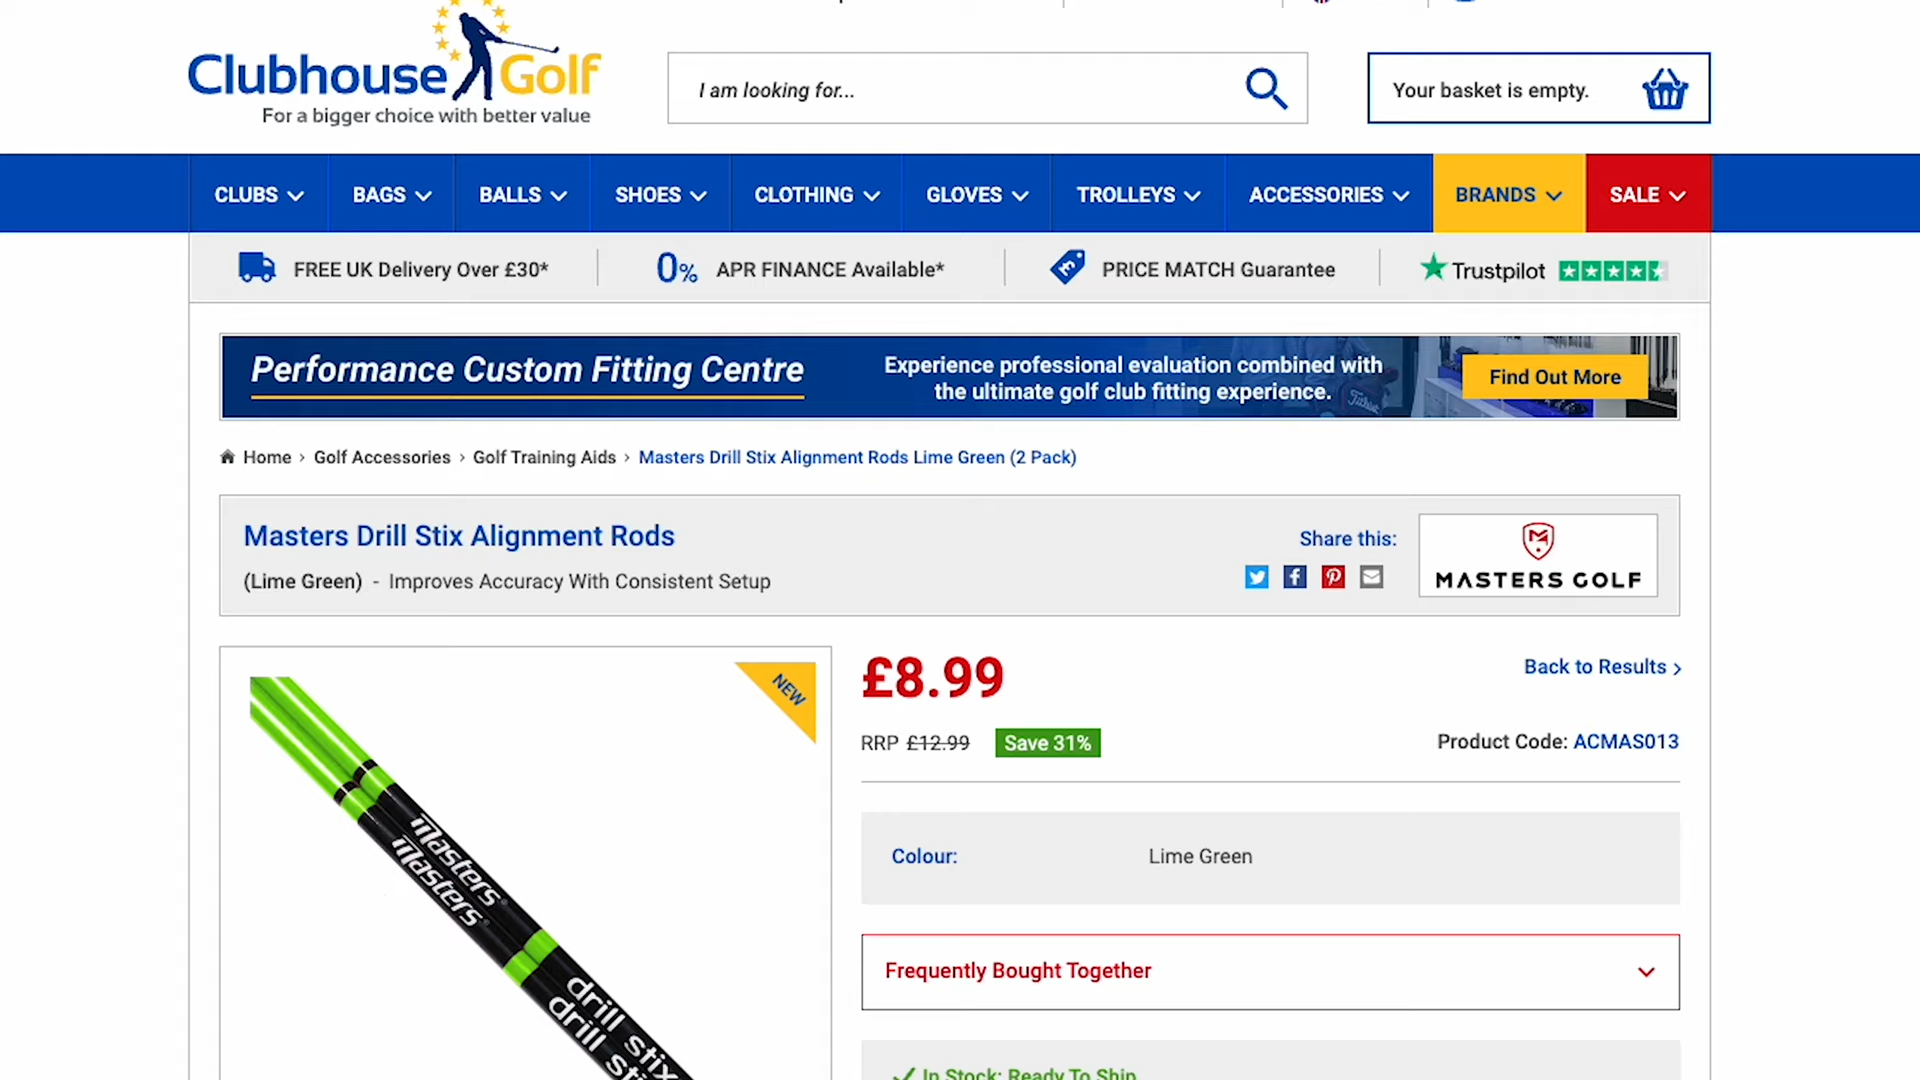 Clubhouse Golf
For a bigger choice with better value
I am looking for...
Your basket is empty.
CLUBS
BAGS
BALLS
SHOES
CLOTHING
GLOVES
TROLLEYS
ACCESSORIES
BRANDS
SALE
FREE UK Delivery Over £30*
0% APR FINANCE Available*
£ PRICE MATCH Guarantee
Trustpilot
Performance Custom Fitting Centre
Experience professional evaluation combined with
the ultimate golf club fitting experience.
Titleist
Find Out More
Home › Golf Accessories › Golf Training Aids › Masters Drill Stix Alignment Rods Lime Green (2 Pack)
Masters Drill Stix Alignment Rods
(Lime Green) - Improves Accuracy With Consistent Setup
Share this:
MASTERS GOLF
NEW
masters
masters
drill stix
drill sti
£8.99
Back to Results ›
RRP £12.99
Save 31%
Product Code: ACMAS013
Colour:
Lime Green
Frequently Bought Together
In Stock: Ready To Ship